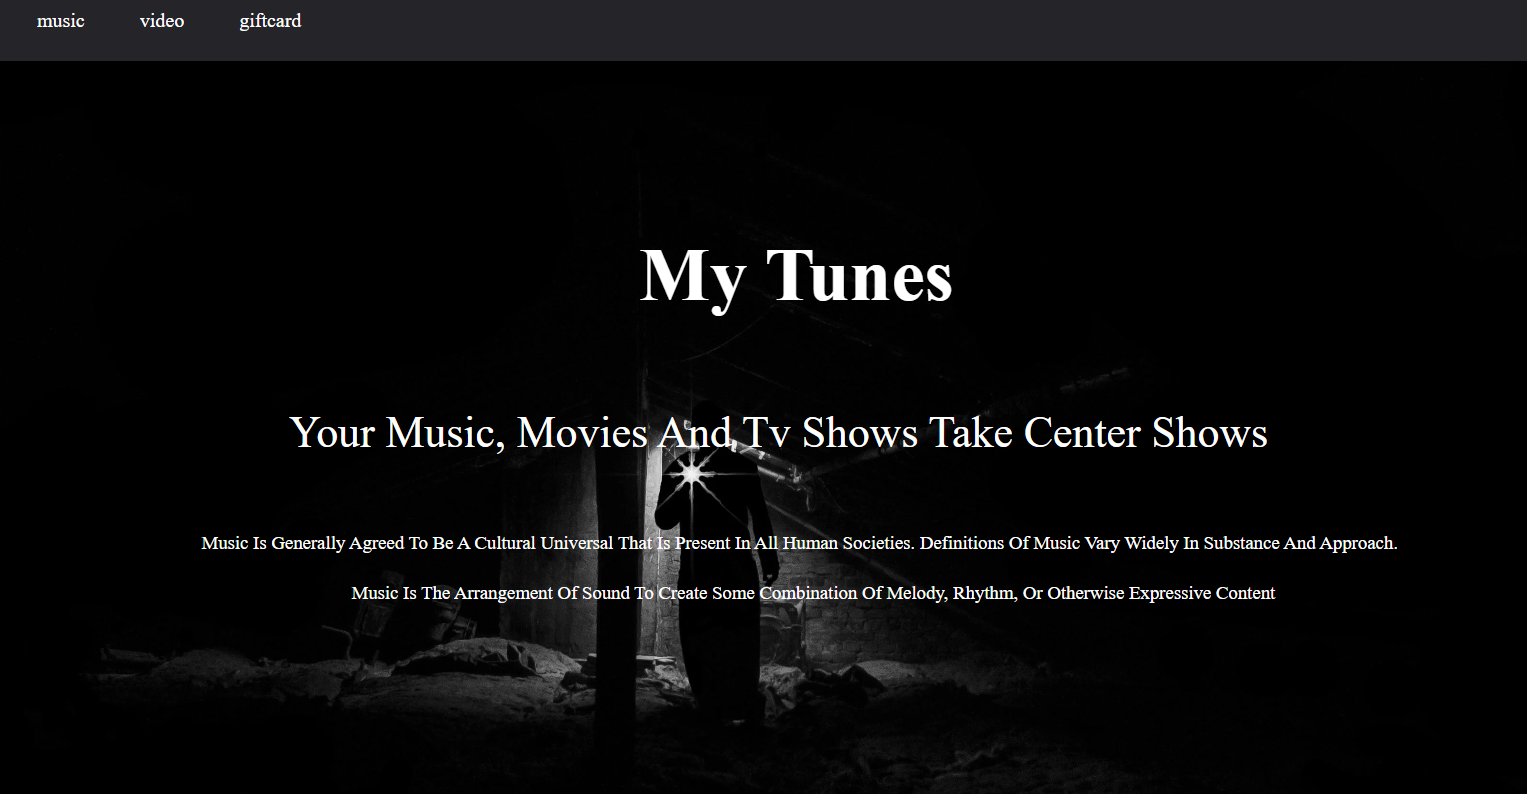 music video giftcard
My Tunes
Your Music, Movies And Tv Shows Take Center Shows
Music Is Generally Agreed To Be A Cultural Universal That Is Present In All Human Societies. Definitions Of Music Vary Widely In Substance And Approach.
Music Is The Arrangement Of Sound To Create Some Combination Of Melody, Rhythm, Or Otherwise Expressive Content